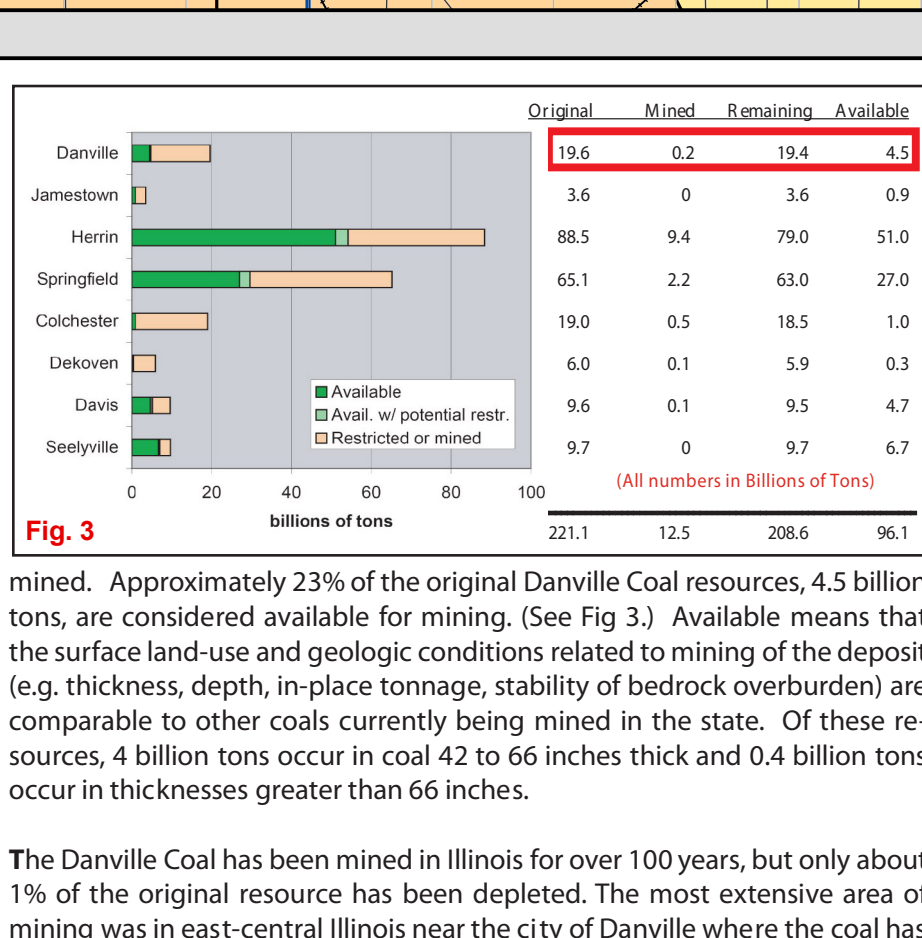 Original Mined Remaining Available
Danville 19.6 0.2 19.4 4.5
Jamestown 3.6 0 3.6 0.9
Herrin 88.5 9.4 79.0 51.0
Springfield 65.1 2.2 63.0 27.0
Colchester 19.0 0.5 18.5 1.0
Dekoven 6.0 0.1 5.9 0.3
Davis 9.6 0.1 9.5 4.7
Seelyville 9.7 0 9.7 6.7
Available
Avail. w/ potential restr.
Restricted or mined
0 20 40 60 80 100
billions of tons
(All numbers in Billions of Tons)
221.1 12.5 208.6 96.1
Fig. 3
mined. Approximately 23% of the original Danville Coal resources, 4.5 billion
tons, are considered available for mining. (See Fig 3.) Available means that
the surface land-use and geologic conditions related to mining of the deposit
(e.g. thickness, depth, in-place tonnage, stability of bedrock overburden) are
comparable to other coals currently being mined in the state. Of these re-
sources, 4 billion tons occur in coal 42 to 66 inches thick and 0.4 billion tons
occur in thicknesses greater than 66 inches.
The Danville Coal has been mined in Illinois for over 100 years, but only about
1% of the original resource has been depleted. The most extensive area of
mining was in east-central Illinois near the city of Danville where the coal has